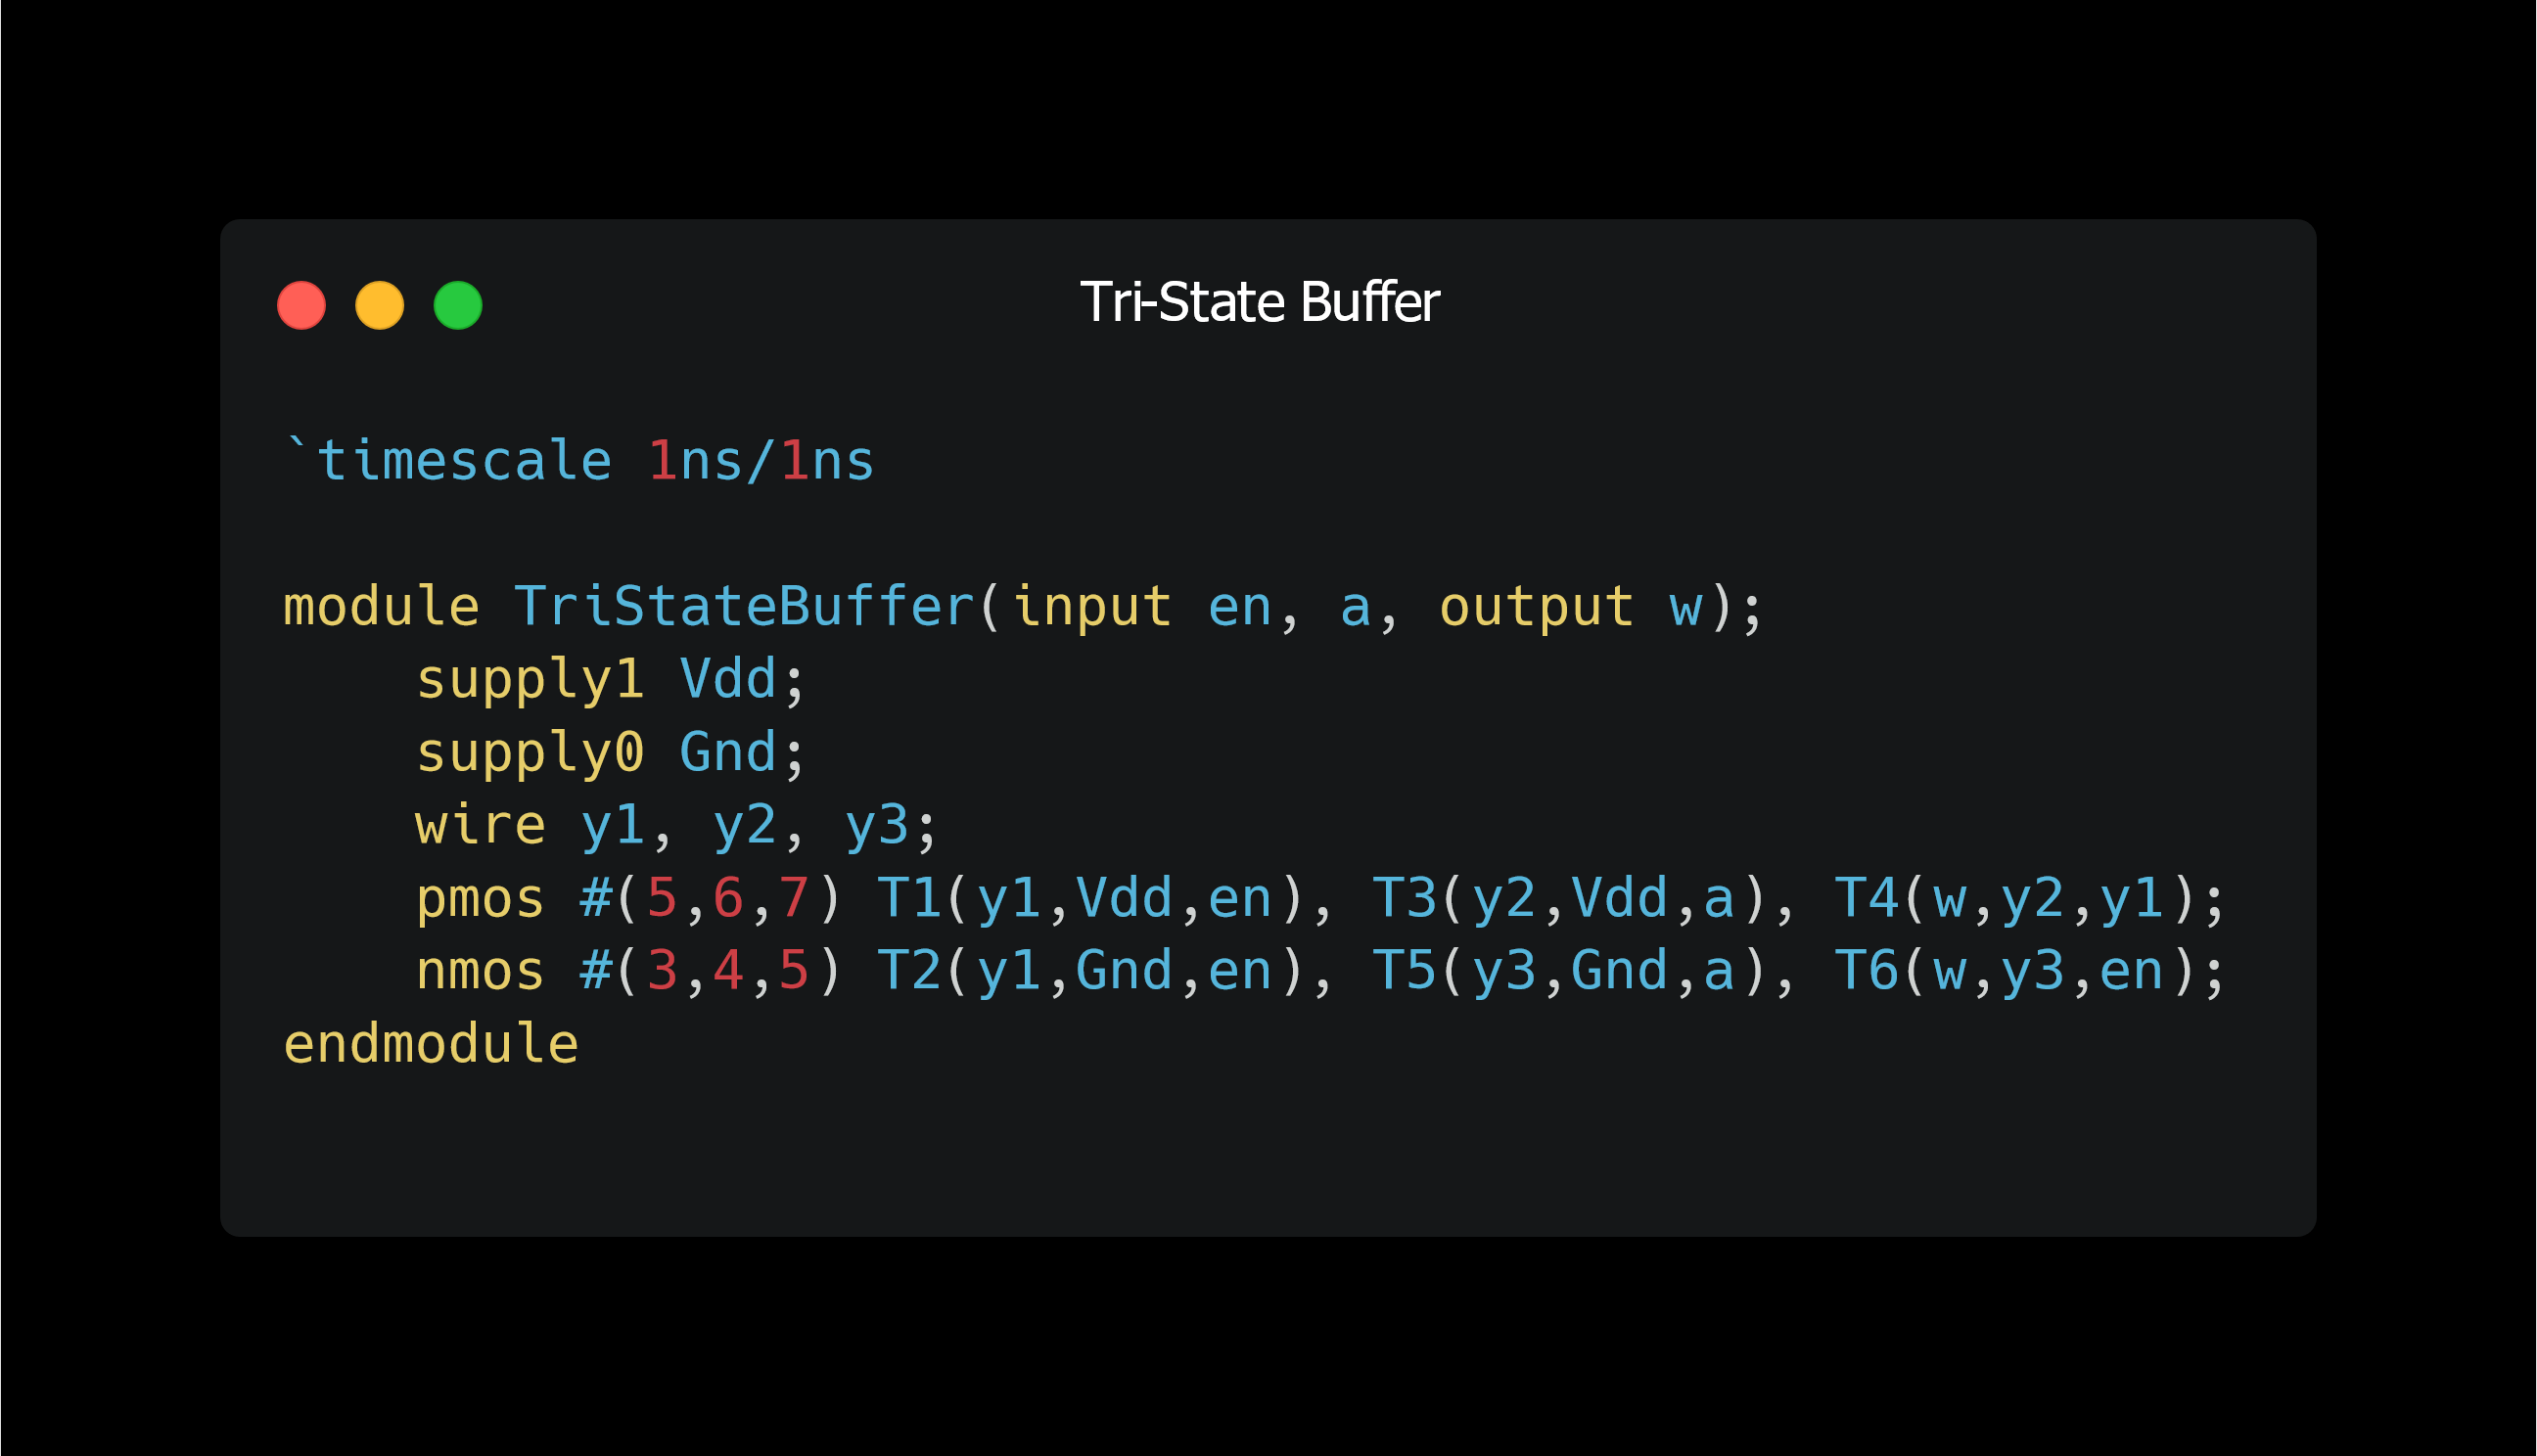 Tri-State Buffer
`timescale 1ns/1ns
module TriStateBuffer(input en, a, output w);
supply1 Vdd;
supply0 Gnd;
wire y1, y2, y3;
pmos #(5,6,7) T1(y1,Vdd,en), T3(y2,Vdd,a), T4(w,y2,y1);
nmos #(3,4,5) T2(y1,Gnd,en), T5(y3,Gnd,a), T6(w,y3,en);
endmodule